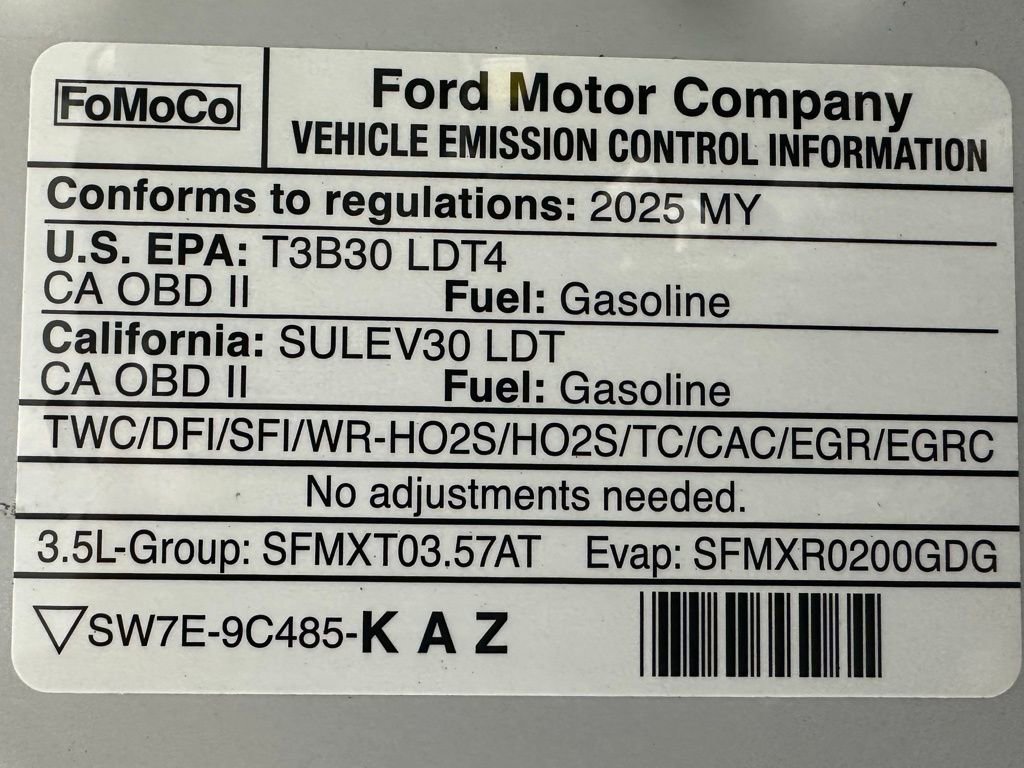 FoMoCo
Ford Motor Company
VEHICLE EMISSION CONTROL INFORMATION
Conforms to regulations: 2025 MY
U.S. EPA: T3B30 LDT4
CA OBD II Fuel: Gasoline
California: SULEV30 LDT
CA OBD II Fuel: Gasoline
TWC/DFI/SFI/WR-HO2S/HO2S/TC/CAC/EGR/EGRC
No adjustments needed.
3.5L-Group: SFMXT03.57AT Evap: SFMXR0200GDG
SW7E-9C485-K A Z